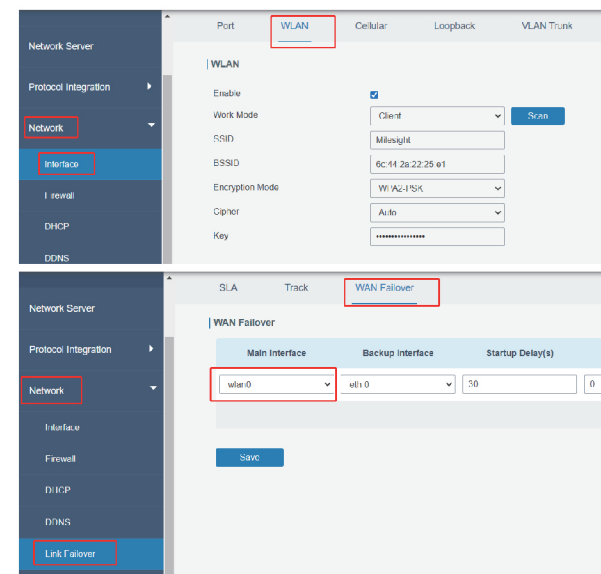 Port WLAN Cellular Loopback VLAN Trunk
Network Server
WLAN
Protocol Integration
Enable
Work Mode Client Scan
Network
SSID Milesight
Interface
BSSID 6c:44:2a:22:25:e1
Encryption Mode WPA2-PSK
Firewall
Cipher Auto
DHCP
Key ••••••••••••••••
DDNS
SLA Track WAN Failover
Network Server
WAN Failover
Protocol Integration
Main Interface Backup Interface Startup Delay(s)
Network
wlan0 eth 0 30 0
Interface
Firewall
Save
DHCP
DDNS
Link Failover